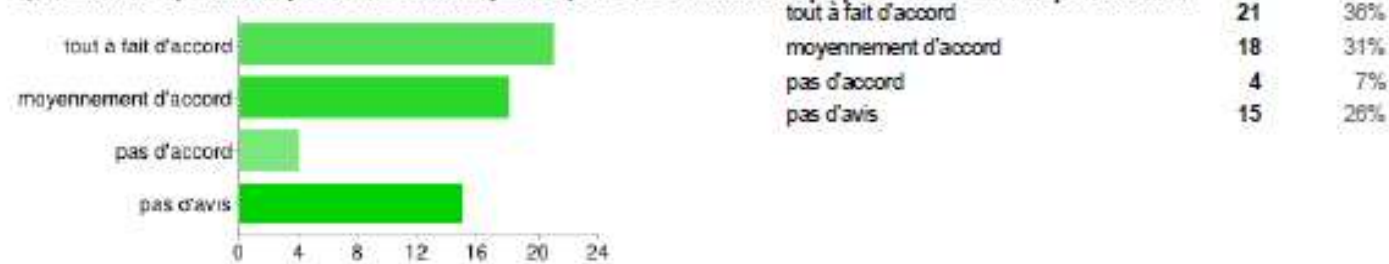 tout à fait d'accord
moyennement d'accord
pas d'accord
pas d'avis
0 4 8 12 16 20 24
tout à fait d'accord 21 36%
moyennement d'accord 18 31%
pas d'accord 4 7%
pas d'avis 15 26%